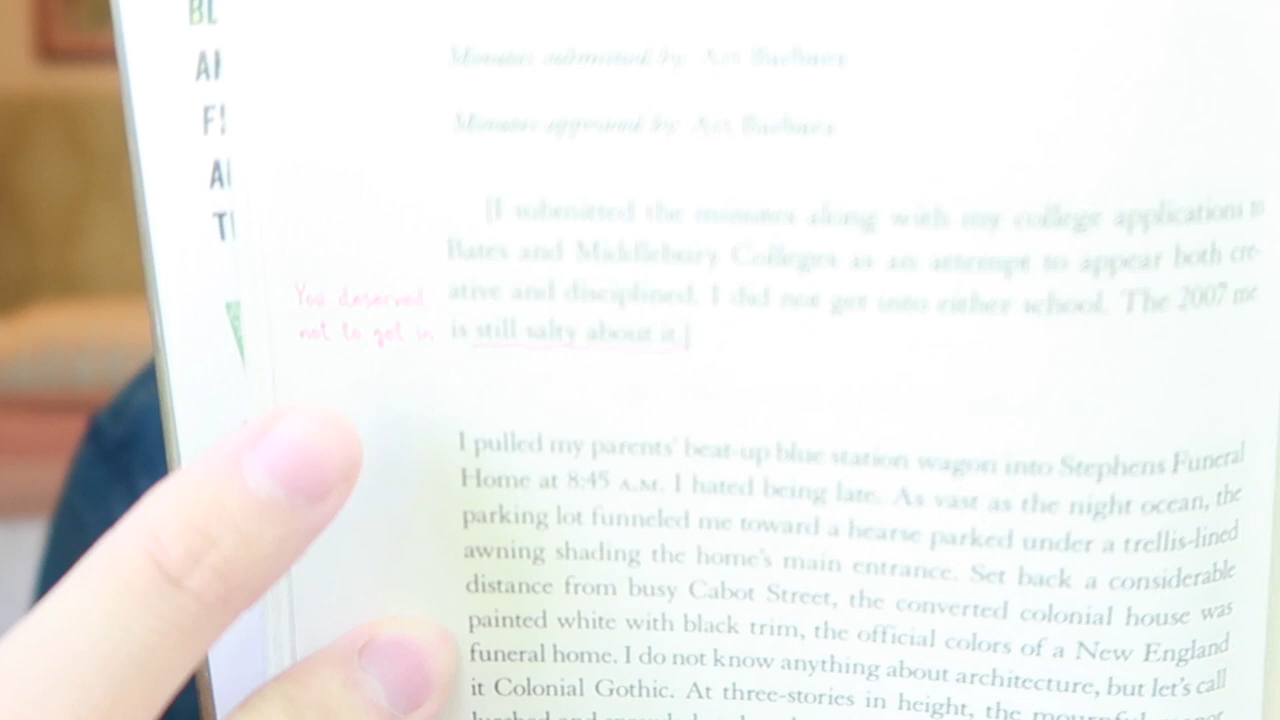 BL
AI
F!
AI
TI
Minutes submitted by: Art Barbara
Minutes approved by: Art Barbara
[I submitted the minutes along with my college applications to
Bates and Middlebury Colleges as an attempt to appear both cre-
ative and disciplined. I did not get into either school. The 2007 me
is still salty about it.]
You deserved
not to get in
I pulled my parents' beat-up blue station wagon into Stephens Funeral
Home at 8:45 A.M. I hated being late. As vast as the night ocean, the
parking lot funneled me toward a hearse parked under a trellis-lined
awning shading the home's main entrance. Set back a considerable
distance from busy Cabot Street, the converted colonial house was
painted white with black trim, the official colors of a New England
funeral home. I do not know anything about architecture, but let's call
it Colonial Gothic. At three-stories in height, the mournful